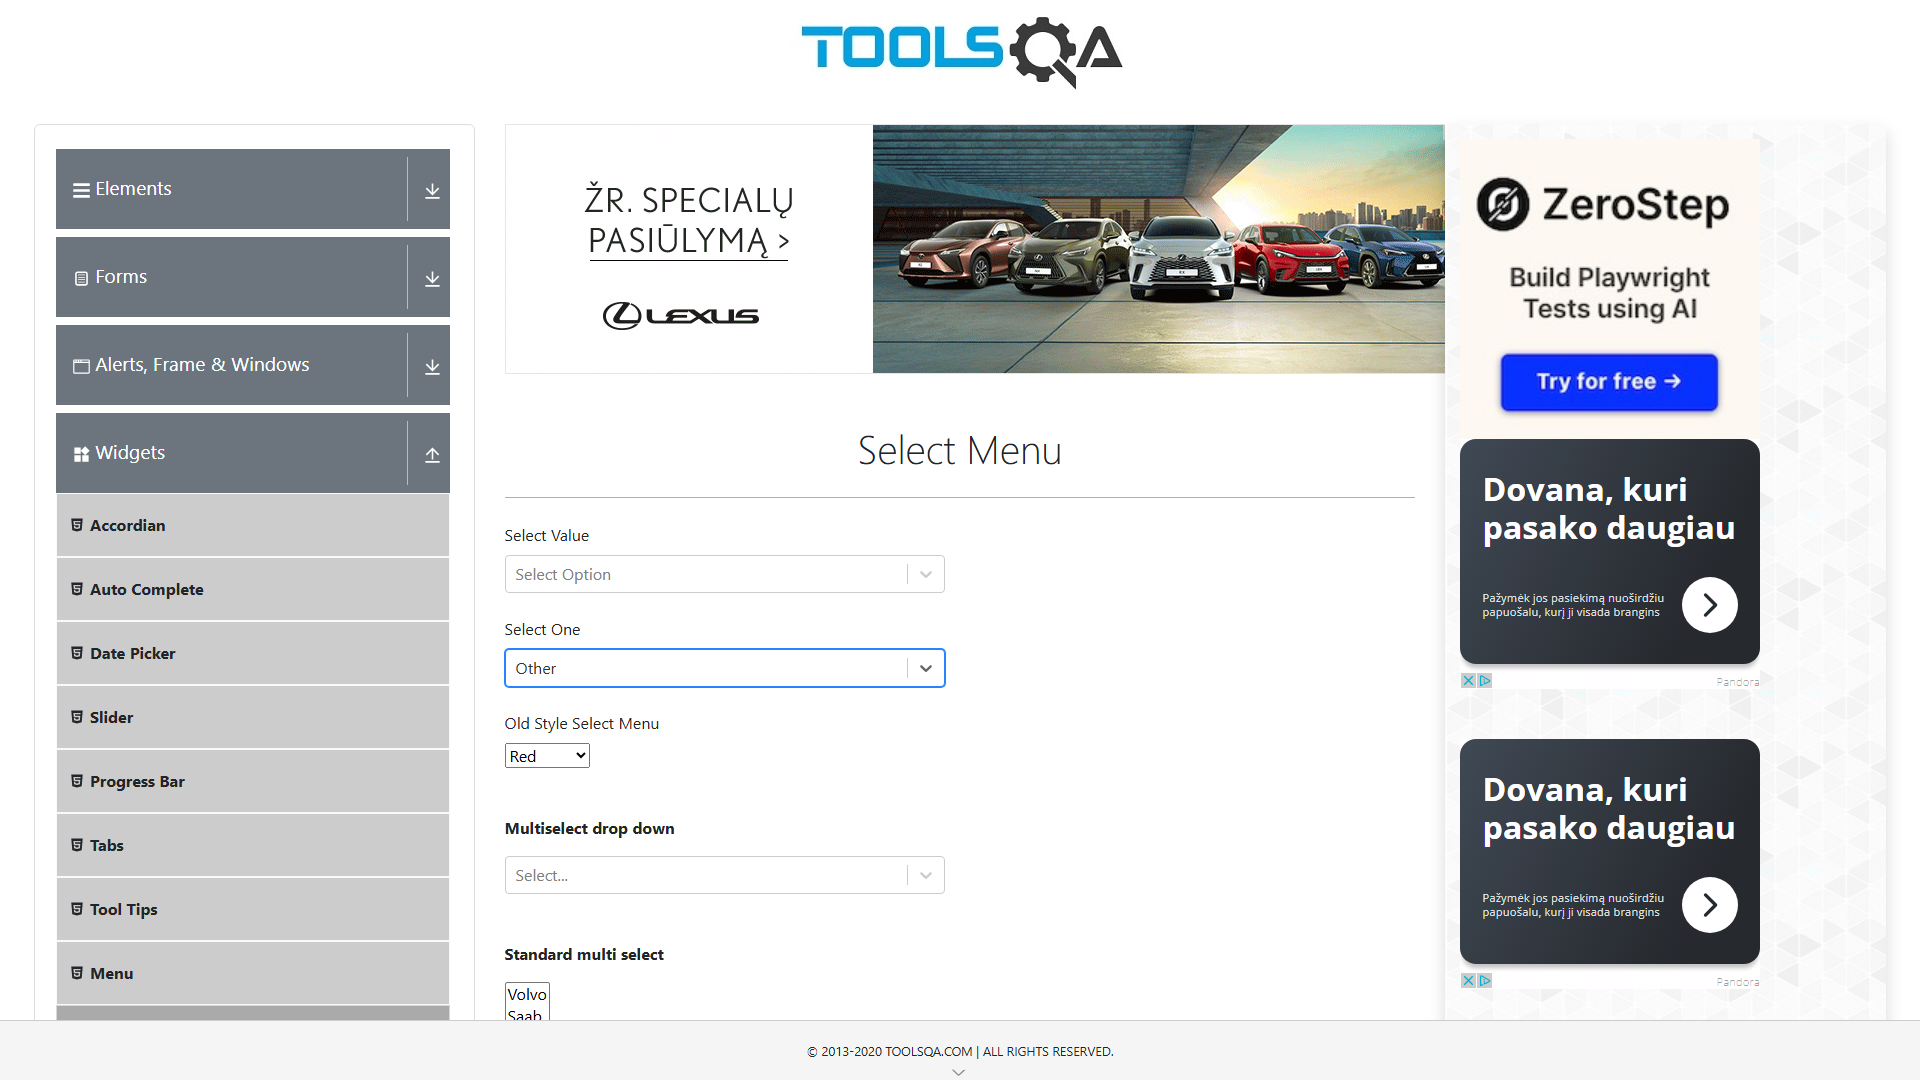 TOOLSQA
Elements
Forms
Alerts, Frame & Windows
Widgets
Accordian
Auto Complete
Date Picker
Slider
Progress Bar
Tabs
Tool Tips
Menu
ŽR. SPECIALŲ
PASIŪLYMĄ >
LEXUS
Select Menu
Select Value
Select Option
Select One
Other
Old Style Select Menu
Red
Multiselect drop down
Select...
Standard multi select
Volvo
Saab
ZeroStep
Build Playwright
Tests using AI
Try for free →
Dovana, kuri
pasako daugiau
Pažymėk jos pasiekimą nuoširdžiu
papuošalu, kurį ji visada brangins
Pandora
Dovana, kuri
pasako daugiau
Pažymėk jos pasiekimą nuoširdžiu
papuošalu, kurį ji visada brangins
Pandora
© 2013-2020 TOOLSQA.COM | ALL RIGHTS RESERVED.